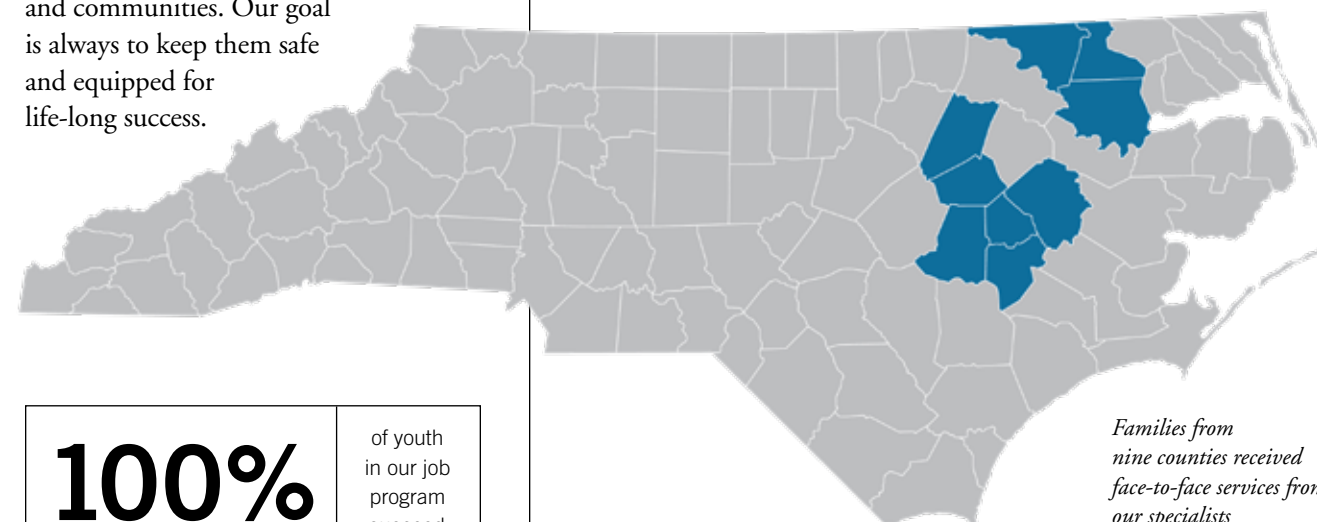 and communities. Our goal
is always to keep them safe
and equipped for
life-long success.
100%
of youth
in our job
program
succeed
Families from
nine counties received
face-to-face services from
our specialists